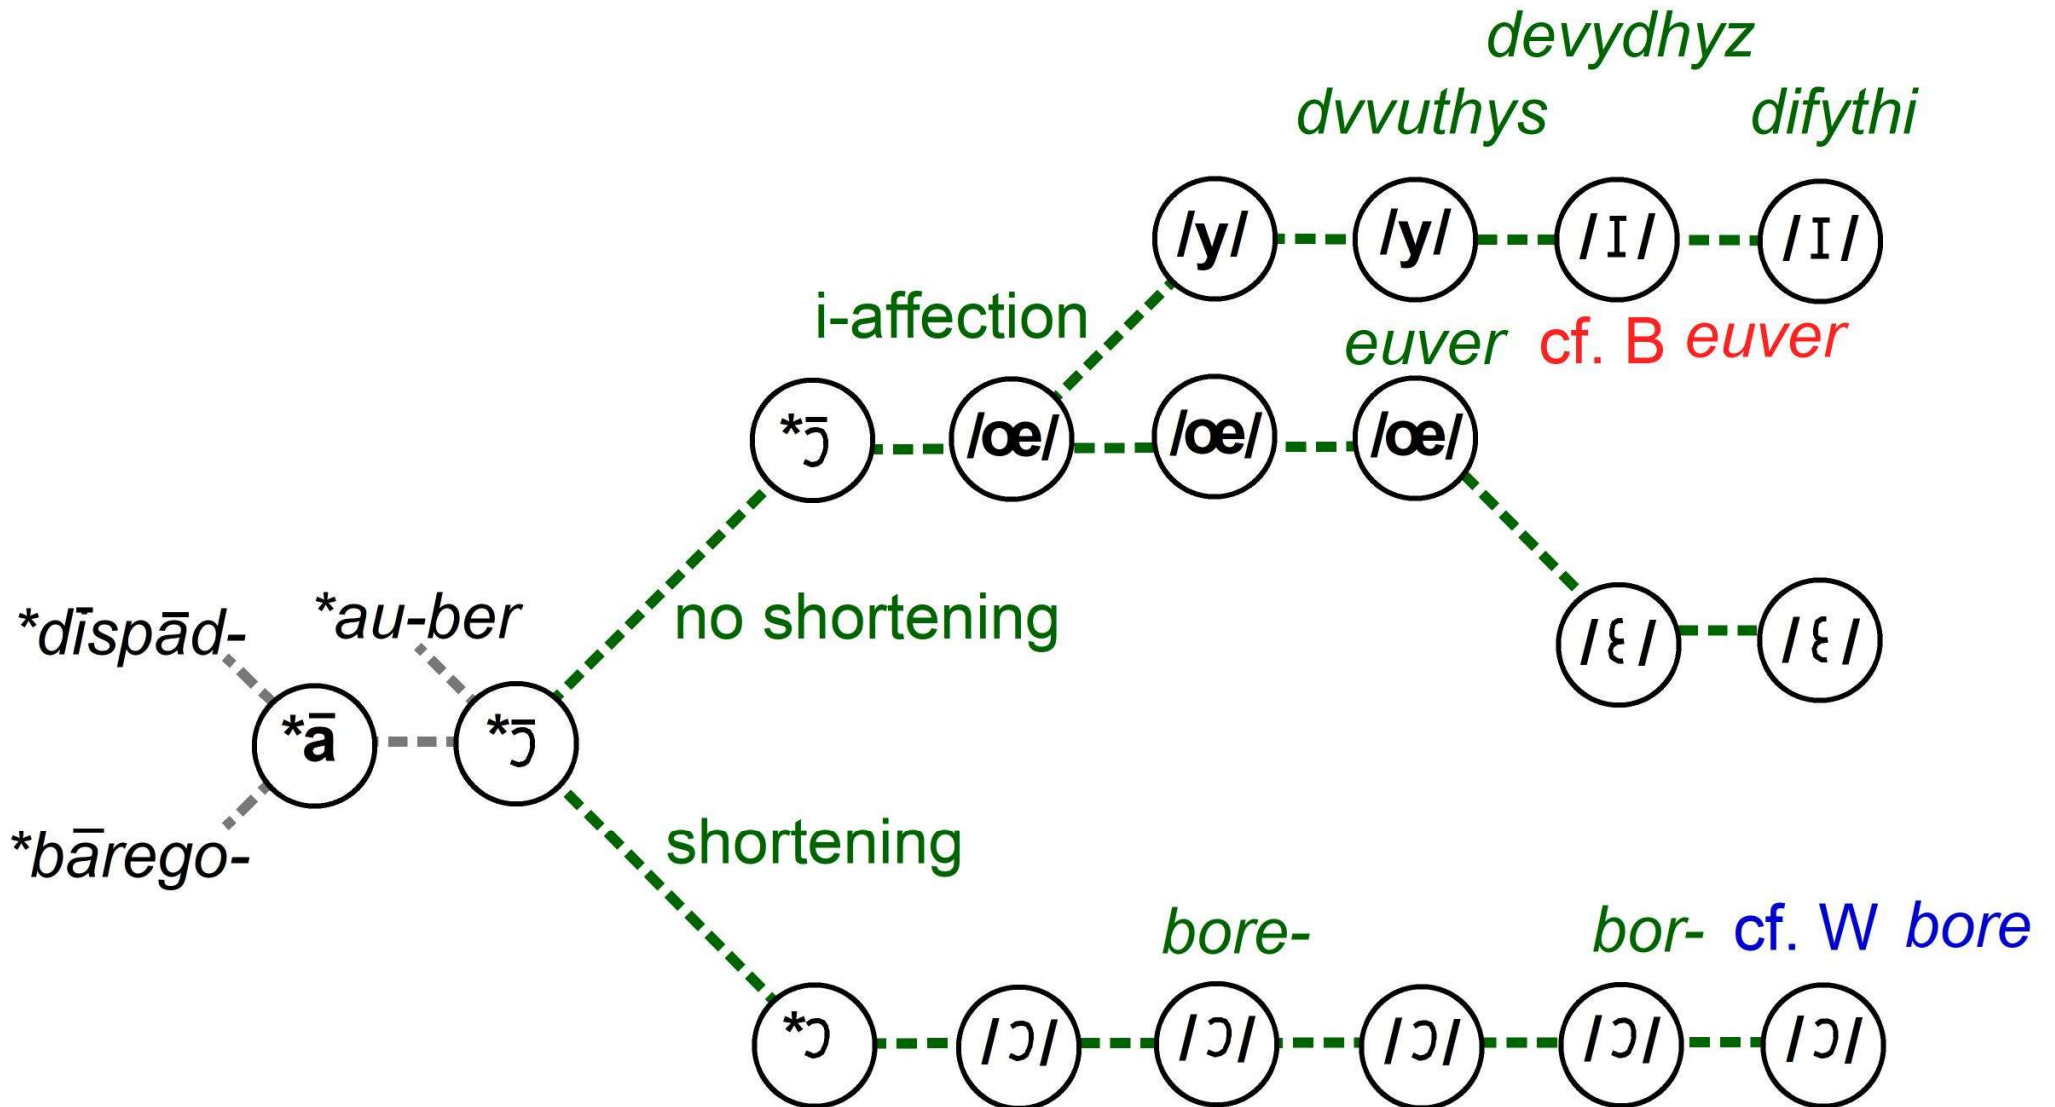 devydhyz
dvvuthys difythi
/y/ /y/ /ɪ/ /ɪ/
i-affection
euver cf. B euver
*ɔ̄ /œ/ /œ/ /œ/
*au-ber
*dīspād- no shortening
/ɛ/ /ɛ/
*ā *ɔ̄
*bārego- shortening
bore- bor- cf. W bore
*ɔ /ɔ/ /ɔ/ /ɔ/ /ɔ/ /ɔ/